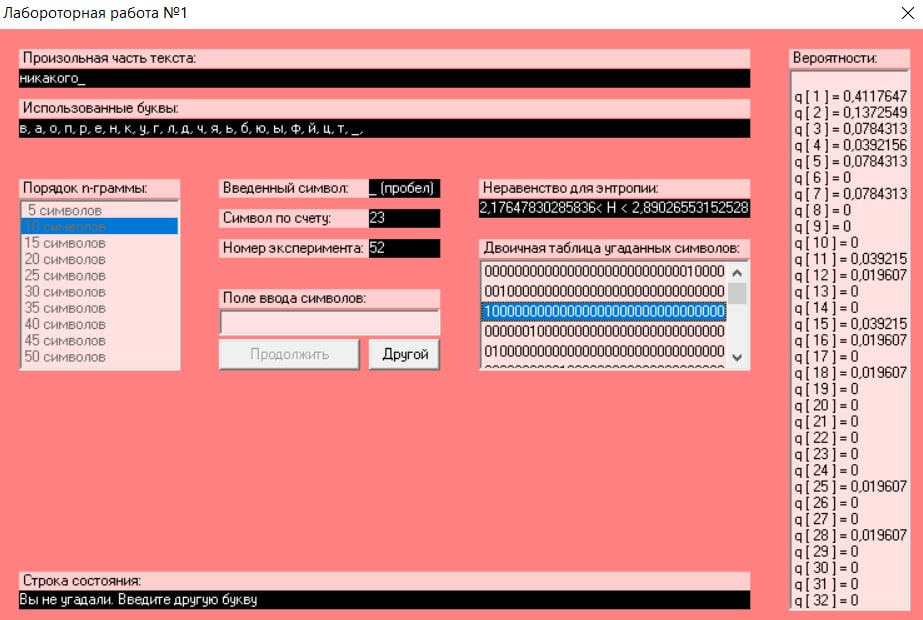 Лабороторная работа №1
Произольная часть текста:
никакого_
Использованные буквы:
в, а, о, п, р, е, н, к, у, г, л, д, ч, я, ь, б, ю, ы, ф, й, ц, т, _,
Порядок n-граммы:
5 символов
10 символов
15 символов
20 символов
25 символов
30 символов
35 символов
40 символов
45 символов
50 символов
Введенный символ: _ (пробел)
Символ по счету: 23
Номер эксперимента: 52
Поле ввода символов:
Продолжить
Другой
Неравенство для энтропии:
2,17647830285836< H < 2,89026553152528
Двоичная таблица угаданных символов:
00000000000000000000000000010000
00100000000000000000000000000000
10000000000000000000000000000000
00000010000000000000000000000000
01000000000000000000000000000000
Строка состояния:
Вы не угадали. Введите другую букву
Вероятности:
q [ 1 ] = 0,4117647
q [ 2 ] = 0,1372549
q [ 3 ] = 0,0784313
q [ 4 ] = 0,0392156
q [ 5 ] = 0,0784313
q [ 6 ] = 0
q [ 7 ] = 0,0784313
q [ 8 ] = 0
q [ 9 ] = 0
q [ 10 ] = 0
q [ 11 ] = 0,039215
q [ 12 ] = 0,019607
q [ 13 ] = 0
q [ 14 ] = 0
q [ 15 ] = 0,039215
q [ 16 ] = 0,019607
q [ 17 ] = 0
q [ 18 ] = 0,019607
q [ 19 ] = 0
q [ 20 ] = 0
q [ 21 ] = 0
q [ 22 ] = 0
q [ 23 ] = 0
q [ 24 ] = 0
q [ 25 ] = 0,019607
q [ 26 ] = 0
q [ 27 ] = 0
q [ 28 ] = 0,019607
q [ 29 ] = 0
q [ 30 ] = 0
q [ 31 ] = 0
q [ 32 ] = 0